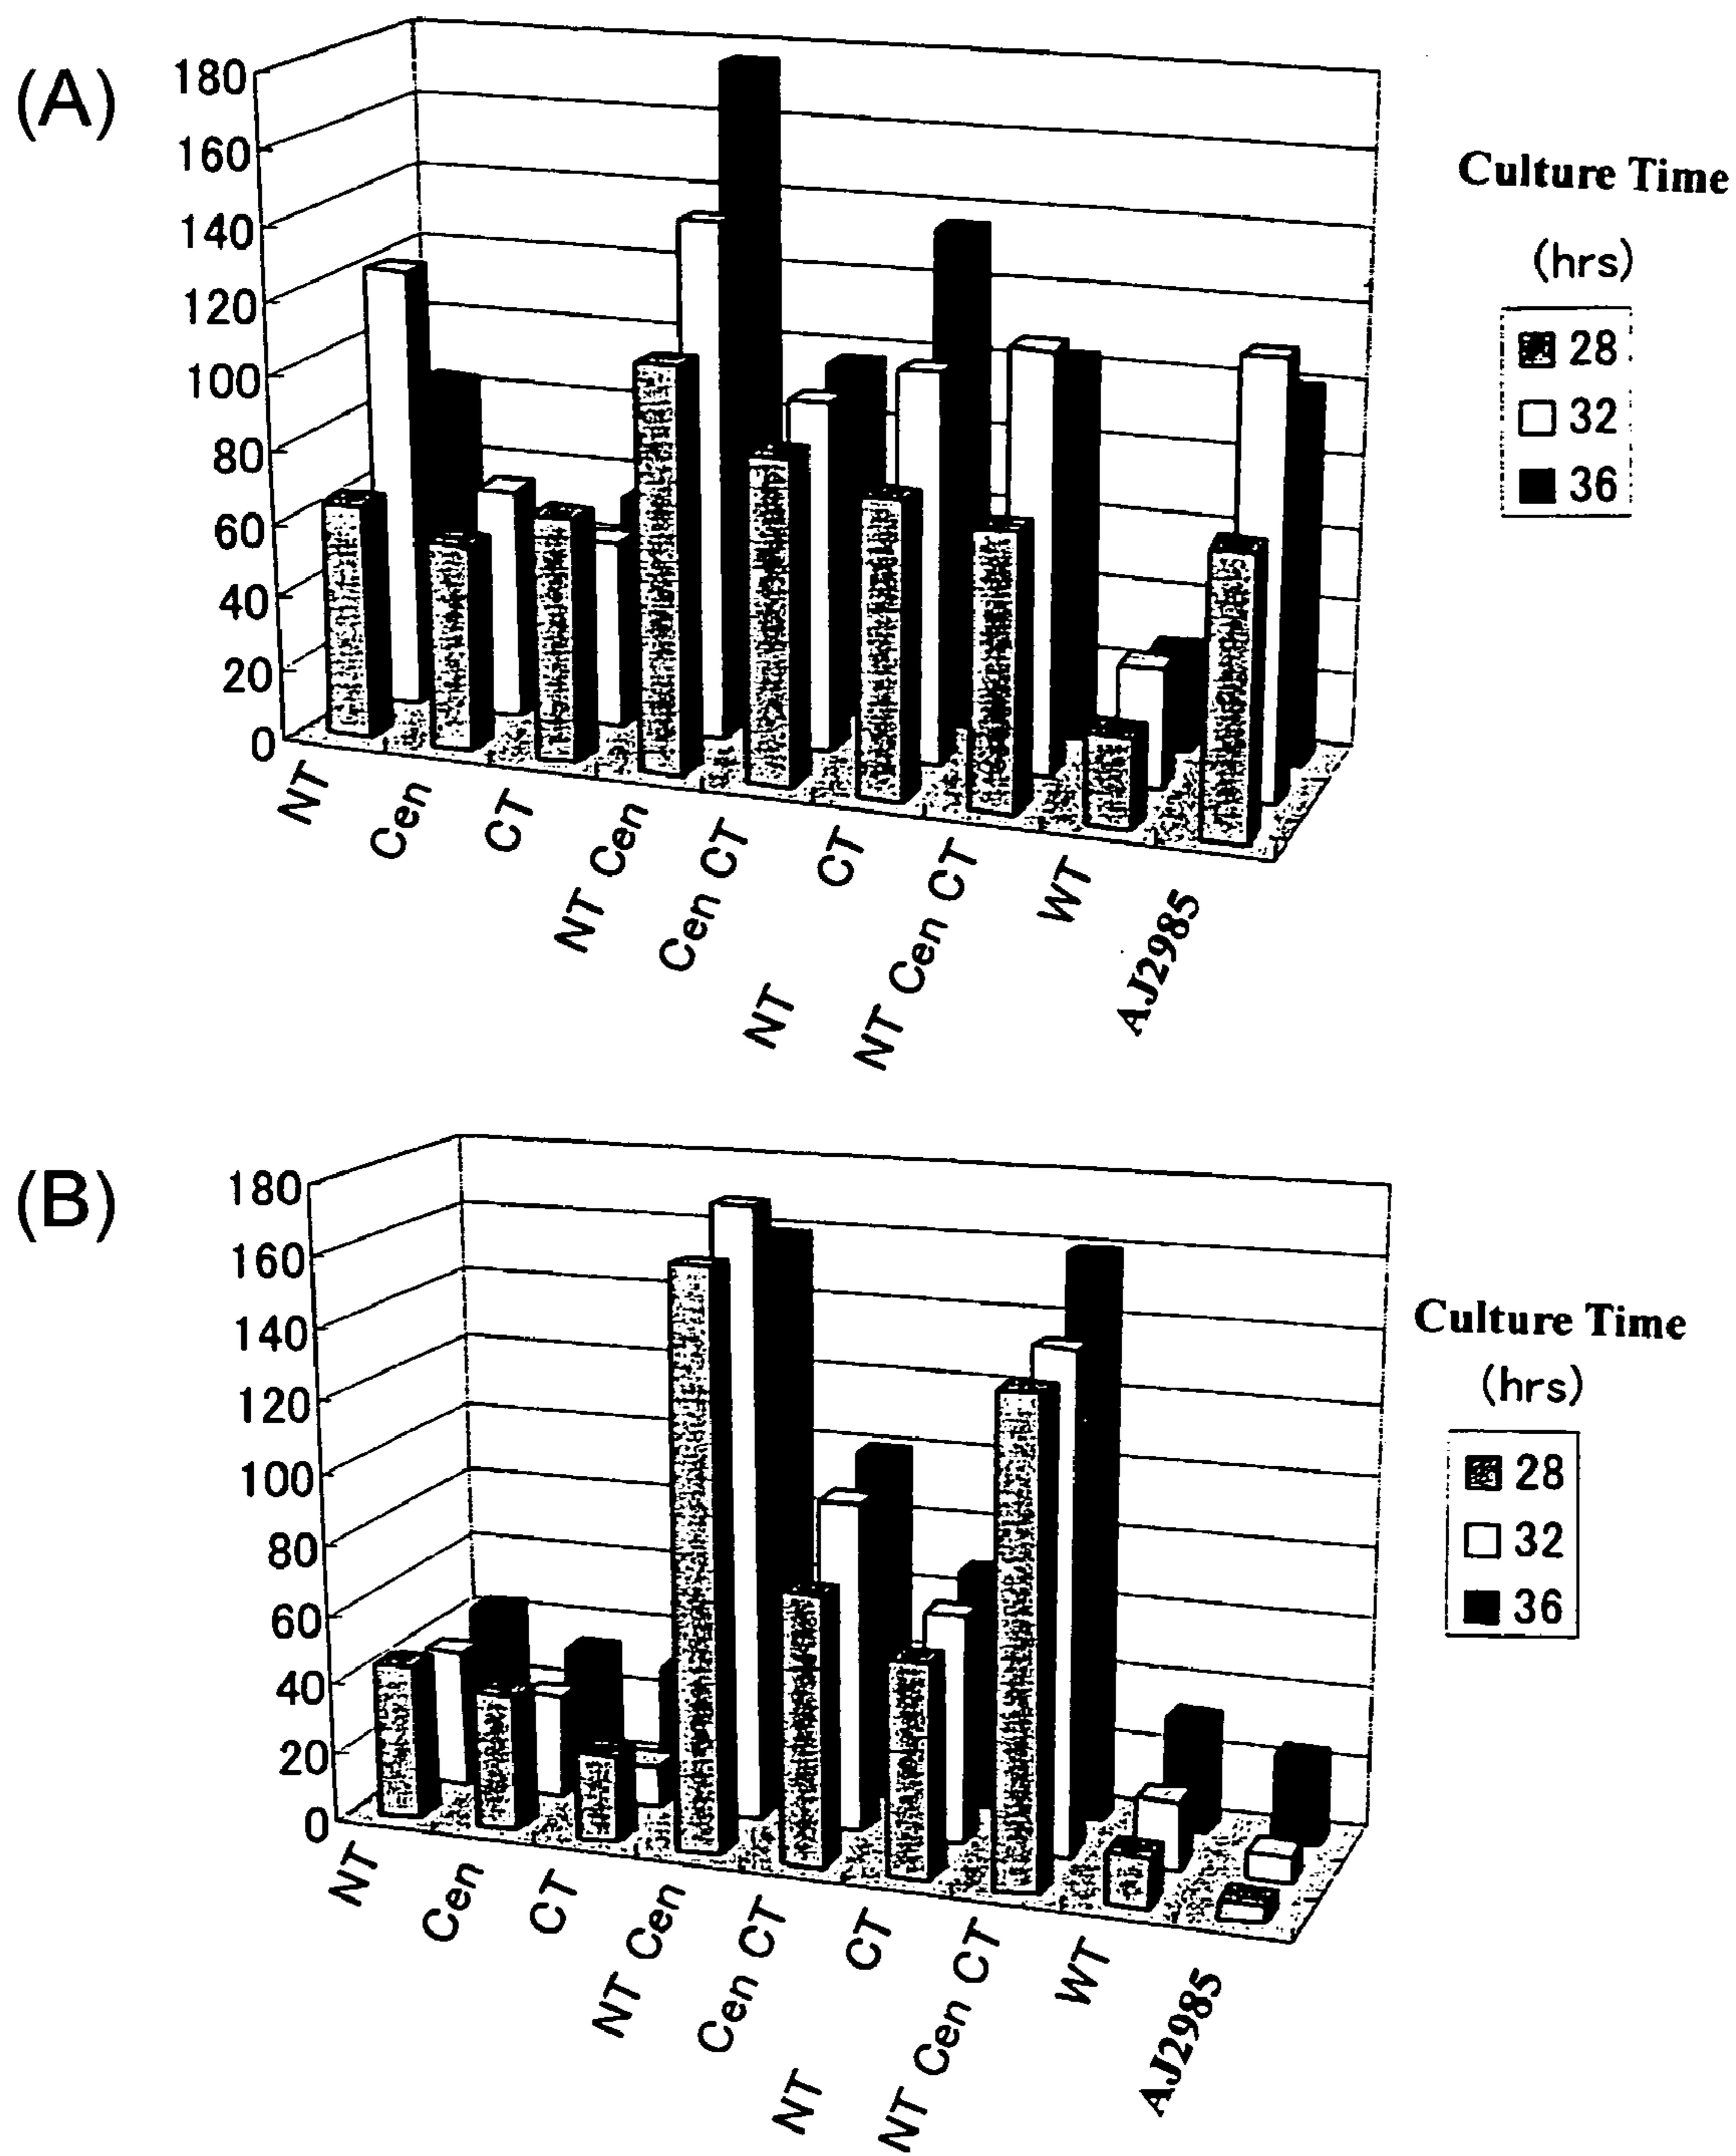 (A)
180
160
140
120
100
80
60
40
20
0
NT
Cen
CT
NT Cen
Cen CT
NT CT
NT Cen CT
WT
AJ2985
Culture Time
(hrs)
28
32
36
(B)
180
160
140
120
100
80
60
40
20
0
NT
Cen
CT
NT Cen
Cen CT
NT CT
NT Cen CT
WT
AJ2985
Culture Time
(hrs)
28
32
36